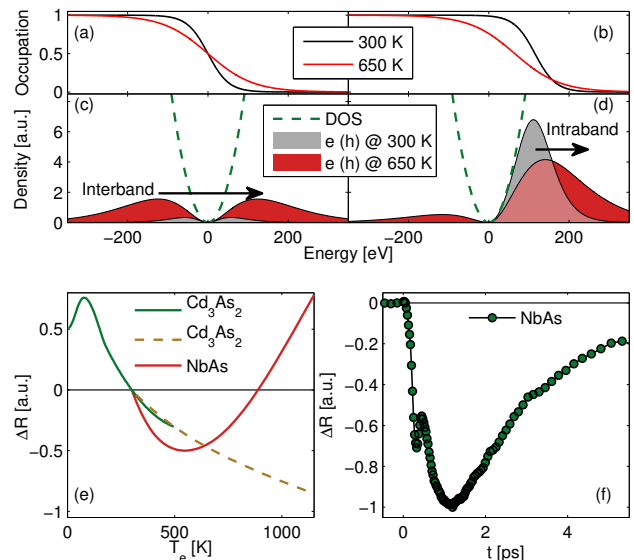 1
0.5
0
Occupation
(a)
300 K
650 K
(b)
(c)
(d)
DOS
e (h) @ 300 K
e (h) @ 650 K
Interband
Intraband
6
4
2
0
Density [a.u.]
−200
0
200
−200
0
200
Energy [eV]
Cd3As2
Cd3As2
NbAs
0.5
0
−0.5
−1
ΔR [a.u.]
(e)
0
500
1000
Te [K]
NbAs
0
−0.2
−0.4
−0.6
−0.8
−1
ΔR [a.u.]
(f)
0
2
4
t [ps]